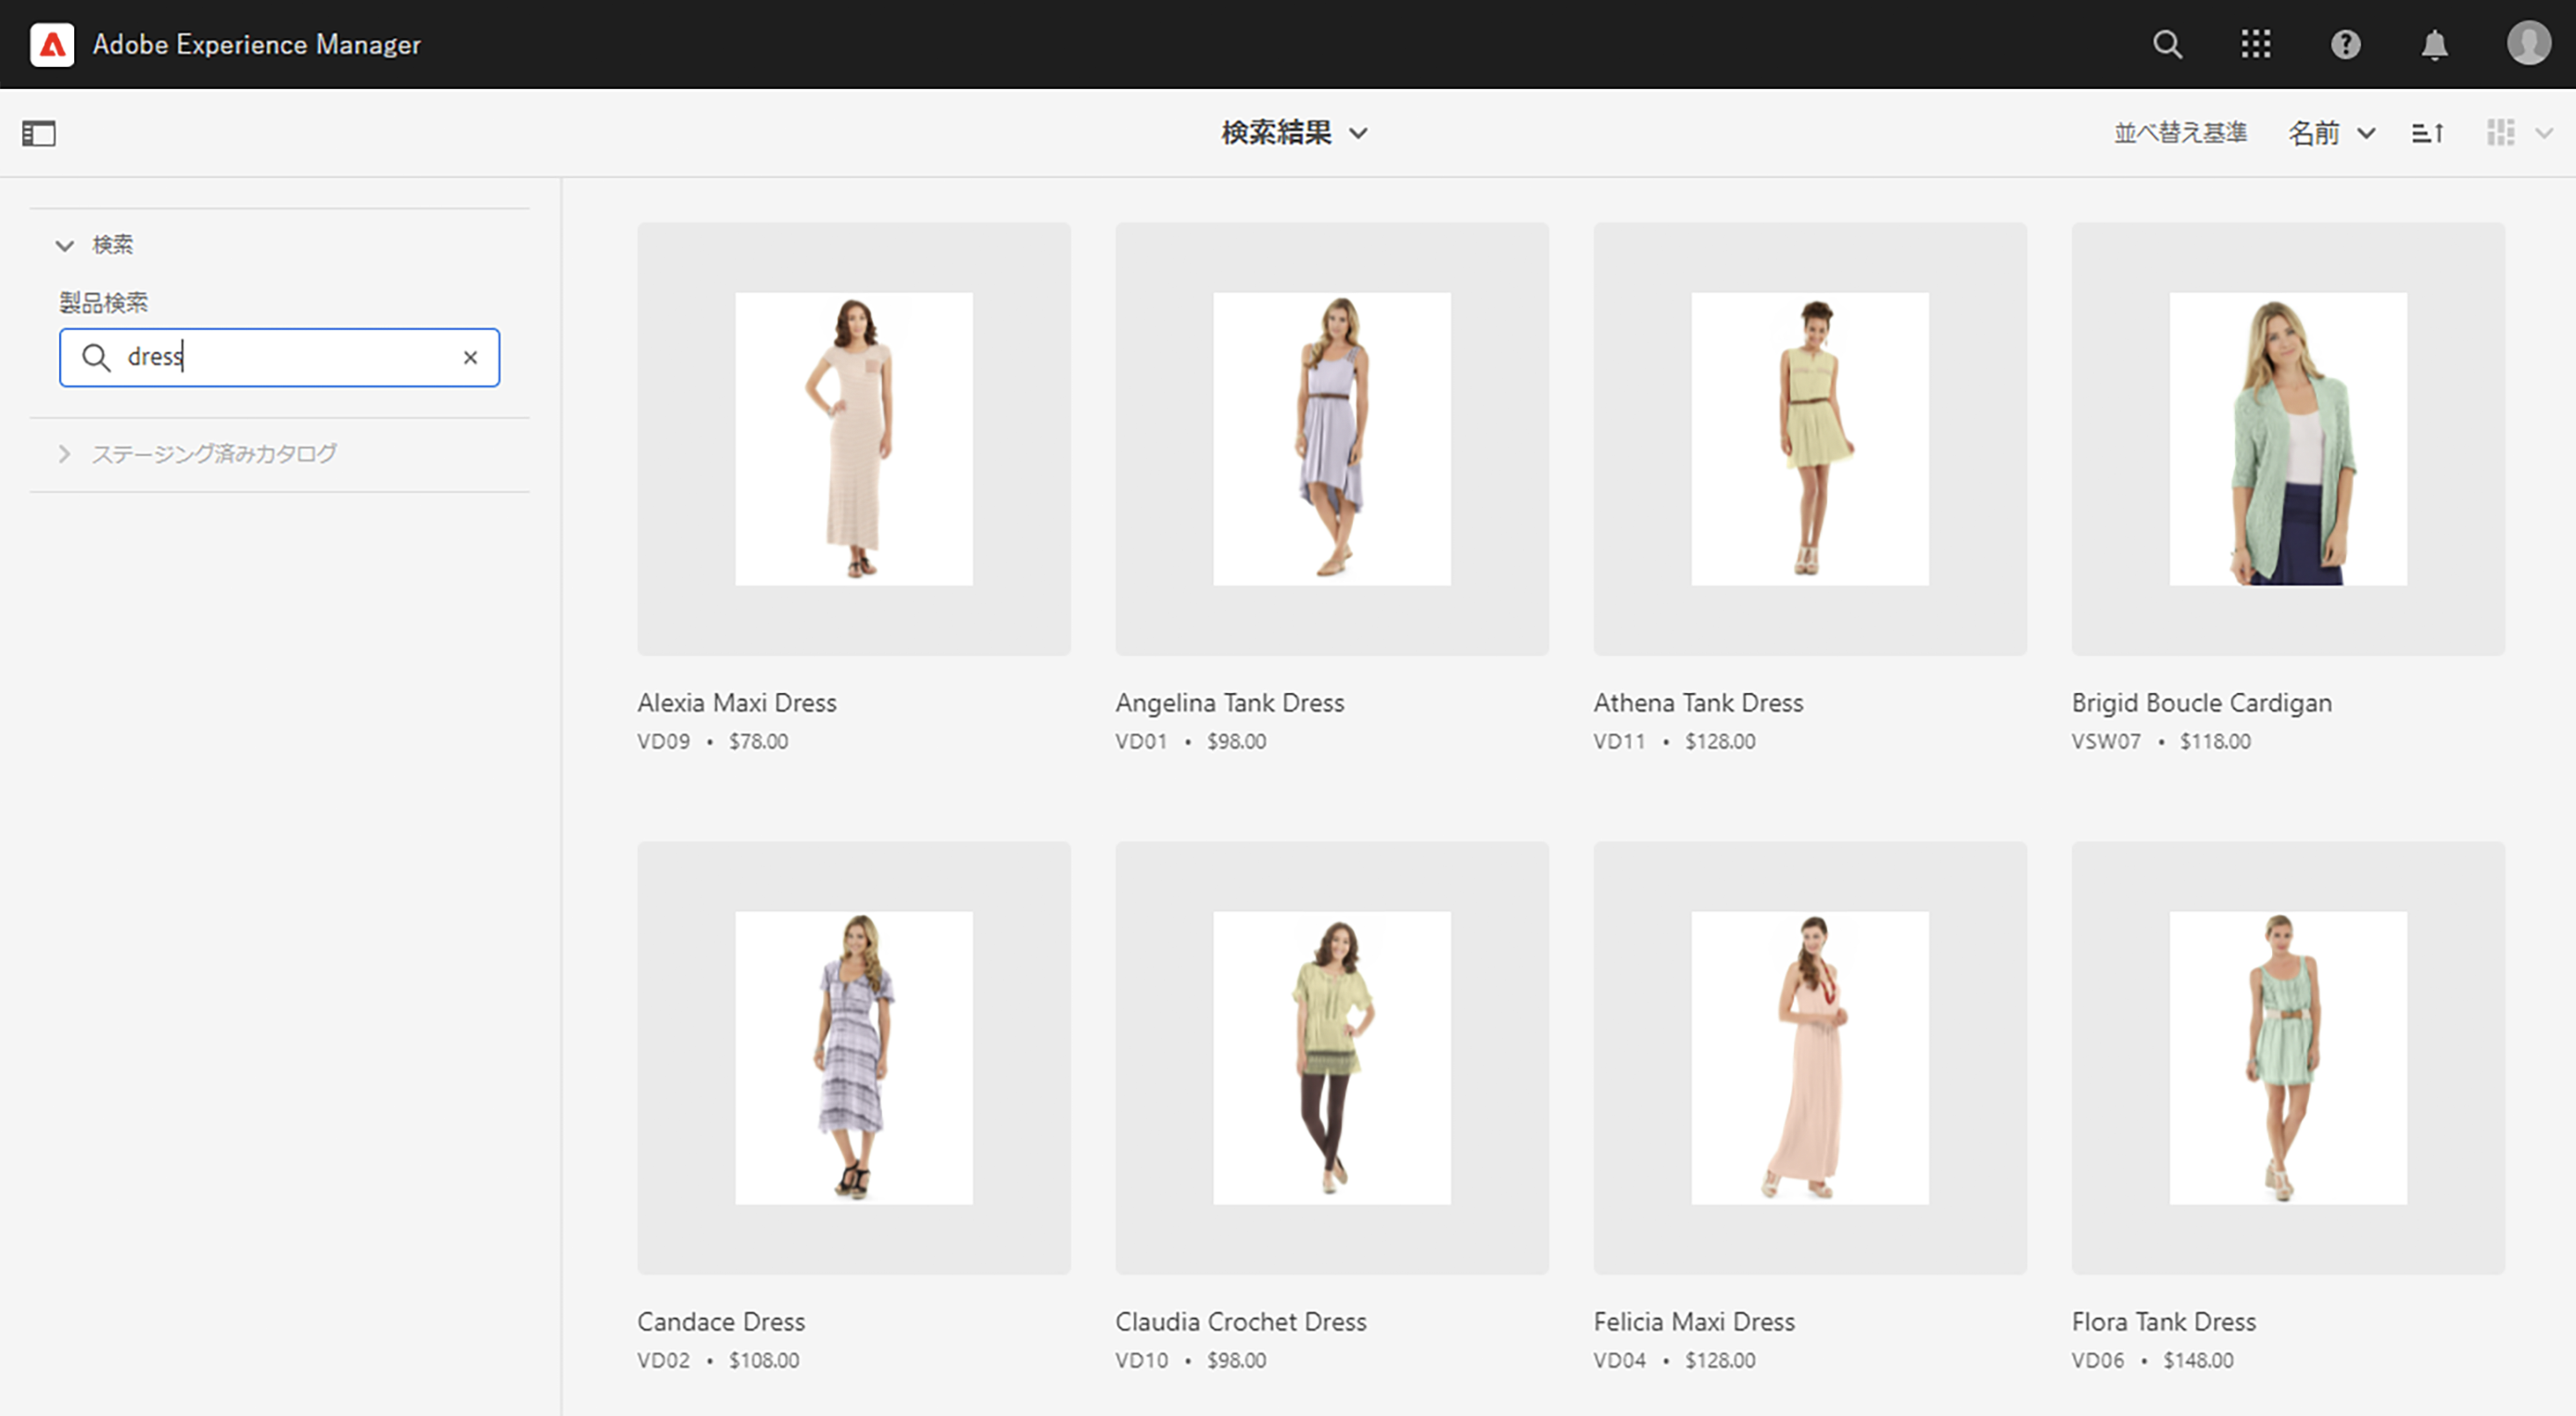 Adobe Experience Manager
検索結果
並べ替え基準 名前
検索
製品検索
dress
ステージング済みカタログ
Alexia Maxi Dress
VD09 • $78.00
Angelina Tank Dress
VD01 • $98.00
Athena Tank Dress
VD11 • $128.00
Brigid Boucle Cardigan
VSW07 • $118.00
Candace Dress
VD02 • $108.00
Claudia Crochet Dress
VD10 • $98.00
Felicia Maxi Dress
VD04 • $128.00
Flora Tank Dress
VD06 • $148.00